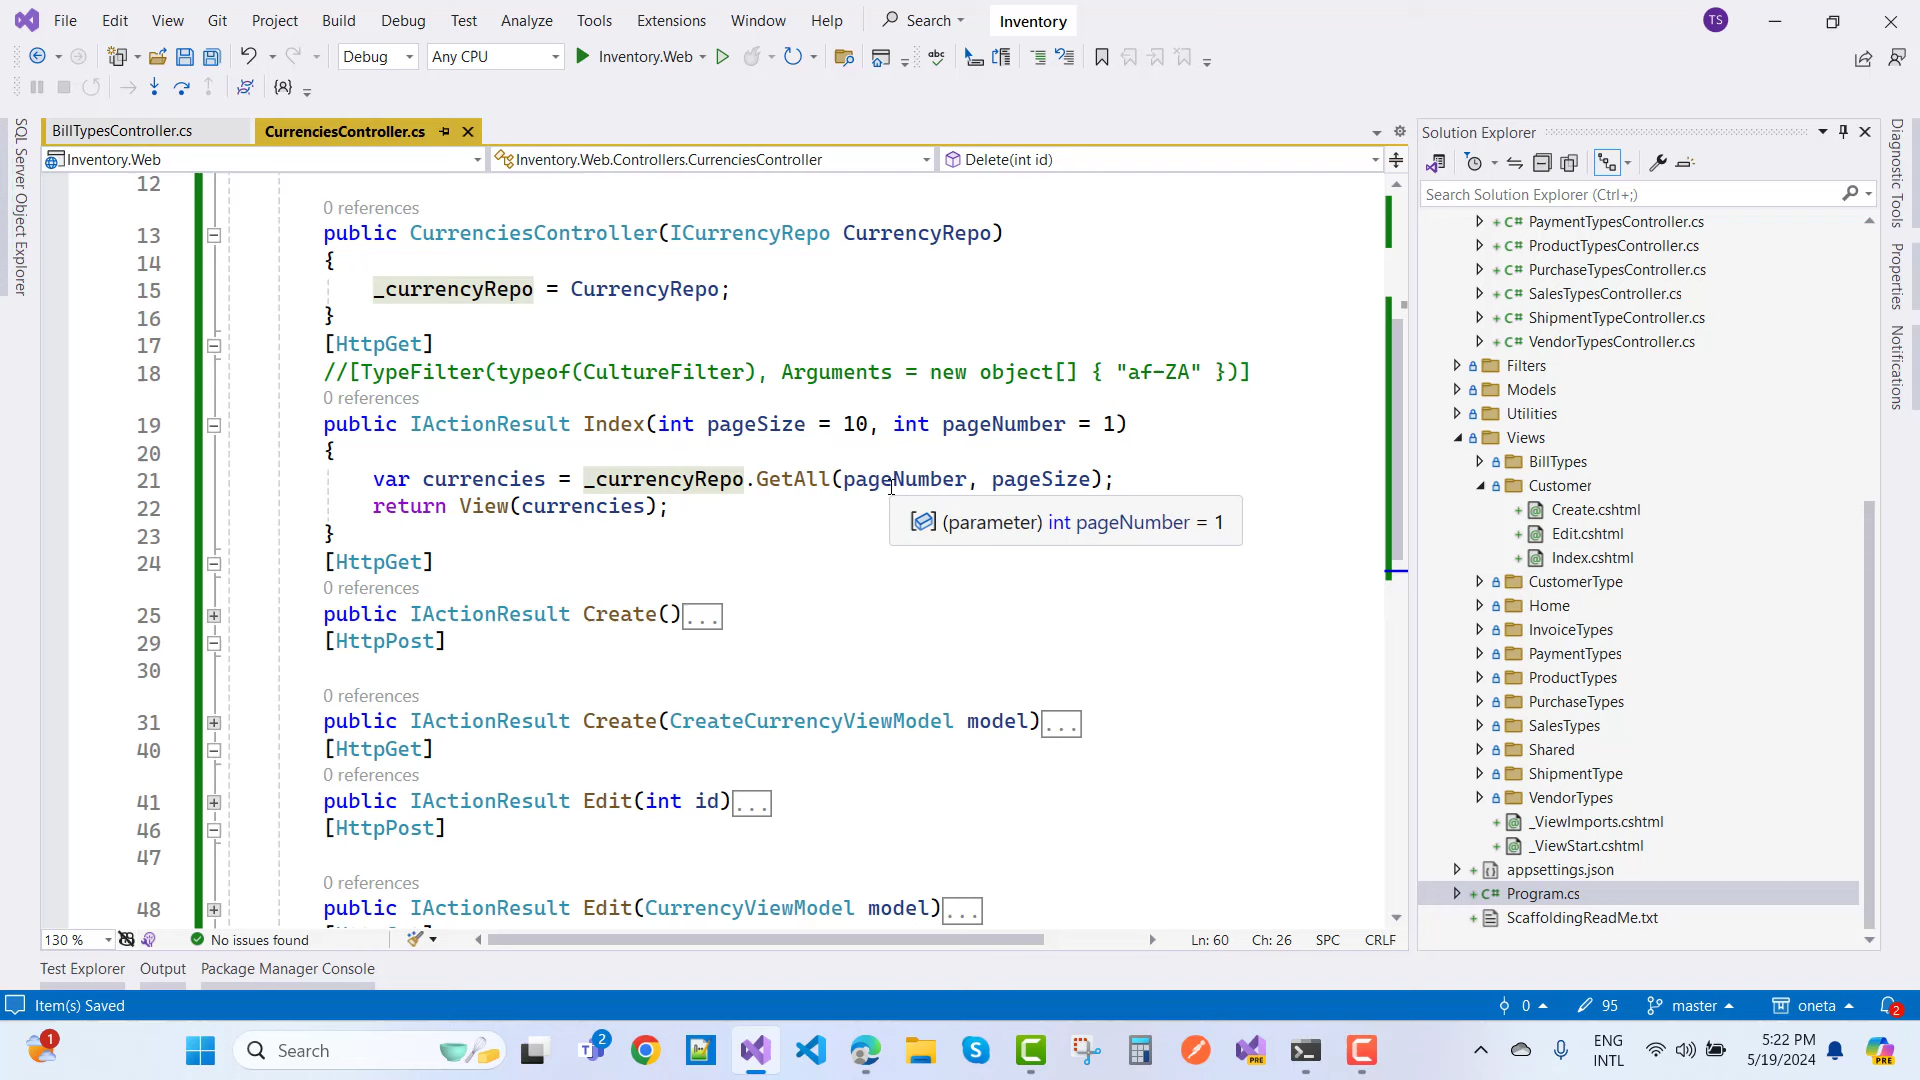 File Edit View Git Project Build Debug Test Analyze Tools Extensions Window Help Search Inventory TS
Debug Any CPU Inventory.Web
BillTypesController.cs CurrenciesController.cs
Inventory.Web Inventory.Web.Controllers.CurrenciesController Delete(int id)
SQL Server Object Explorer
12
0 references
13 public CurrenciesController(ICurrencyRepo CurrencyRepo)
14 {
15 _currencyRepo = CurrencyRepo;
16 }
17 [HttpGet]
18 //[TypeFilter(typeof(CultureFilter), Arguments = new object[] { "af-ZA" })]
0 references
19 public IActionResult Index(int pageSize = 10, int pageNumber = 1)
20 {
21 var currencies = _currencyRepo.GetAll(pageNumber, pageSize);
22 return View(currencies);
(parameter) int pageNumber = 1
23 }
24 [HttpGet]
0 references
25 public IActionResult Create()...
29 [HttpPost]
30
0 references
31 public IActionResult Create(CreateCurrencyViewModel model)...
40 [HttpGet]
0 references
41 public IActionResult Edit(int id)...
46 [HttpPost]
47
0 references
48 public IActionResult Edit(CurrencyViewModel model)...
130 % No issues found Ln: 60 Ch: 26 SPC CRLF
Test Explorer Output Package Manager Console
Solution Explorer
Search Solution Explorer (Ctrl+;)
C# PaymentTypesController.cs
C# ProductTypesController.cs
C# PurchaseTypesController.cs
C# SalesTypesController.cs
C# ShipmentTypeController.cs
C# VendorTypesController.cs
Filters
Models
Utilities
Views
BillTypes
Customer
Create.cshtml
Edit.cshtml
Index.cshtml
CustomerType
Home
InvoiceTypes
PaymentTypes
ProductTypes
PurchaseTypes
SalesTypes
Shared
ShipmentType
VendorTypes
_ViewImports.cshtml
_ViewStart.cshtml
appsettings.json
C# Program.cs
ScaffoldingReadMe.txt
Diagnostic Tools
Properties
Notifications
Item(s) Saved 0 95 master oneta 2
1 Search 2 PRE ENG INTL 5:22 PM 5/19/2024 PRE